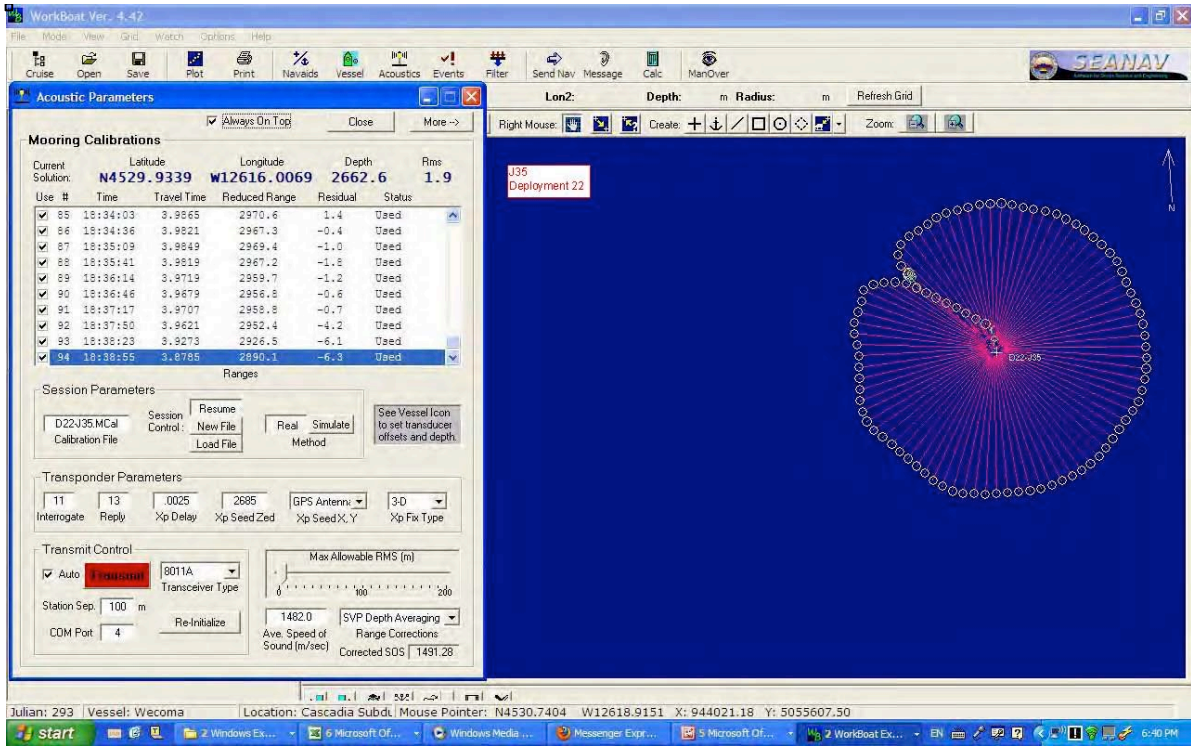 WorkBoat Ver. 4.42
File Mode View Grid Watch Options Help
Cruise Open Save Plot Print Navaids Vessel Acoustics Events Filter Send Nav Message Calc ManOver
SEANAV
Acoustic Parameters
Lon2: Depth: m Radius: m Refresh Grid
Always On Top Close More -->
Right Mouse: Create: Zoom:
Mooring Calibrations
Latitude Longitude Depth Rms
Current Solution: N4529.9339 W12616.0069 2662.6 1.9
Use # Time Travel Time Reduced Range Residual Status
85 18:34:03 3.9865 2970.6 1.4 Used
86 18:34:36 3.9821 2967.3 -0.4 Used
87 18:35:09 3.9849 2969.4 -1.0 Used
88 18:35:41 3.9819 2967.2 -1.8 Used
89 18:36:14 3.9719 2959.7 -1.2 Used
90 18:36:46 3.9679 2956.8 -0.6 Used
91 18:37:17 3.9707 2958.8 -0.7 Used
92 18:37:50 3.9621 2952.4 -4.2 Used
93 18:38:23 3.9273 2926.5 -6.1 Used
94 18:38:55 3.8785 2890.1 -6.3 Used
Ranges
J35
Deployment 22
N
D22-J35
Session Parameters
D22-J35.MCal
Calibration File
Session Control:
Resume
New File
Load File
Real Simulate
Method
See Vessel Icon
to set transducer
offsets and depth.
Transponder Parameters
11 13 .0025 2685 GPS Antenn 3-D
Interrogate Reply Xp Delay Xp Seed Zed Xp Seed X, Y Xp Fix Type
Transmit Control
Auto Transmit 8011A
Transceiver Type
Max Allowable RMS (m)
0 100 200
Station Sep. 100 m
Re-Initialize
COM Port 4
1482.0 SVP Depth Averaging
Ave. Speed of Sound (m/sec)
Range Corrections
Corrected SOS 1491.28
Julian: 293 Vessel: Wecoma Location: Cascadia Subdu Mouse Pointer: N4530.7404 W12618.9151 X: 944021.18 Y: 5055607.50
start 2 Windows Ex... 6 Microsoft Of... Windows Media ... Messenger Expr... 5 Microsoft Of... 2 WorkBoat Ex... EN 6:40 PM